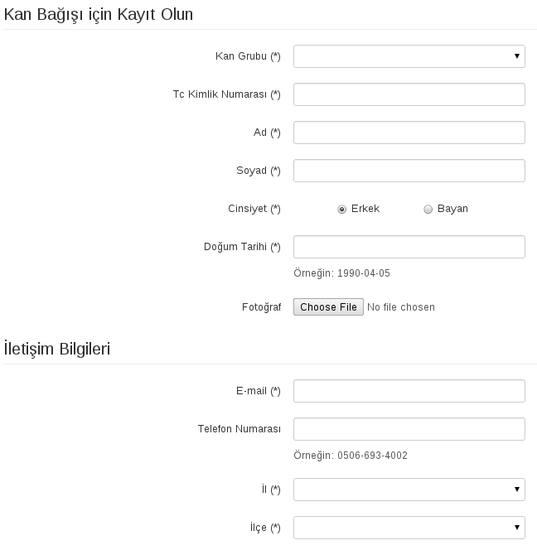 Kan Bağışı için Kayıt Olun
Kan Grubu (*)
Tc Kimlik Numarası (*)
Ad (*)
Soyad (*)
Cinsiyet (*) Erkek Bayan
Doğum Tarihi (*)
Örneğin: 1990-04-05
Fotoğraf Choose File No file chosen
İletişim Bilgileri
E-mail (*)
Telefon Numarası
Örneğin: 0506-693-4002
İl (*)
İlçe (*)